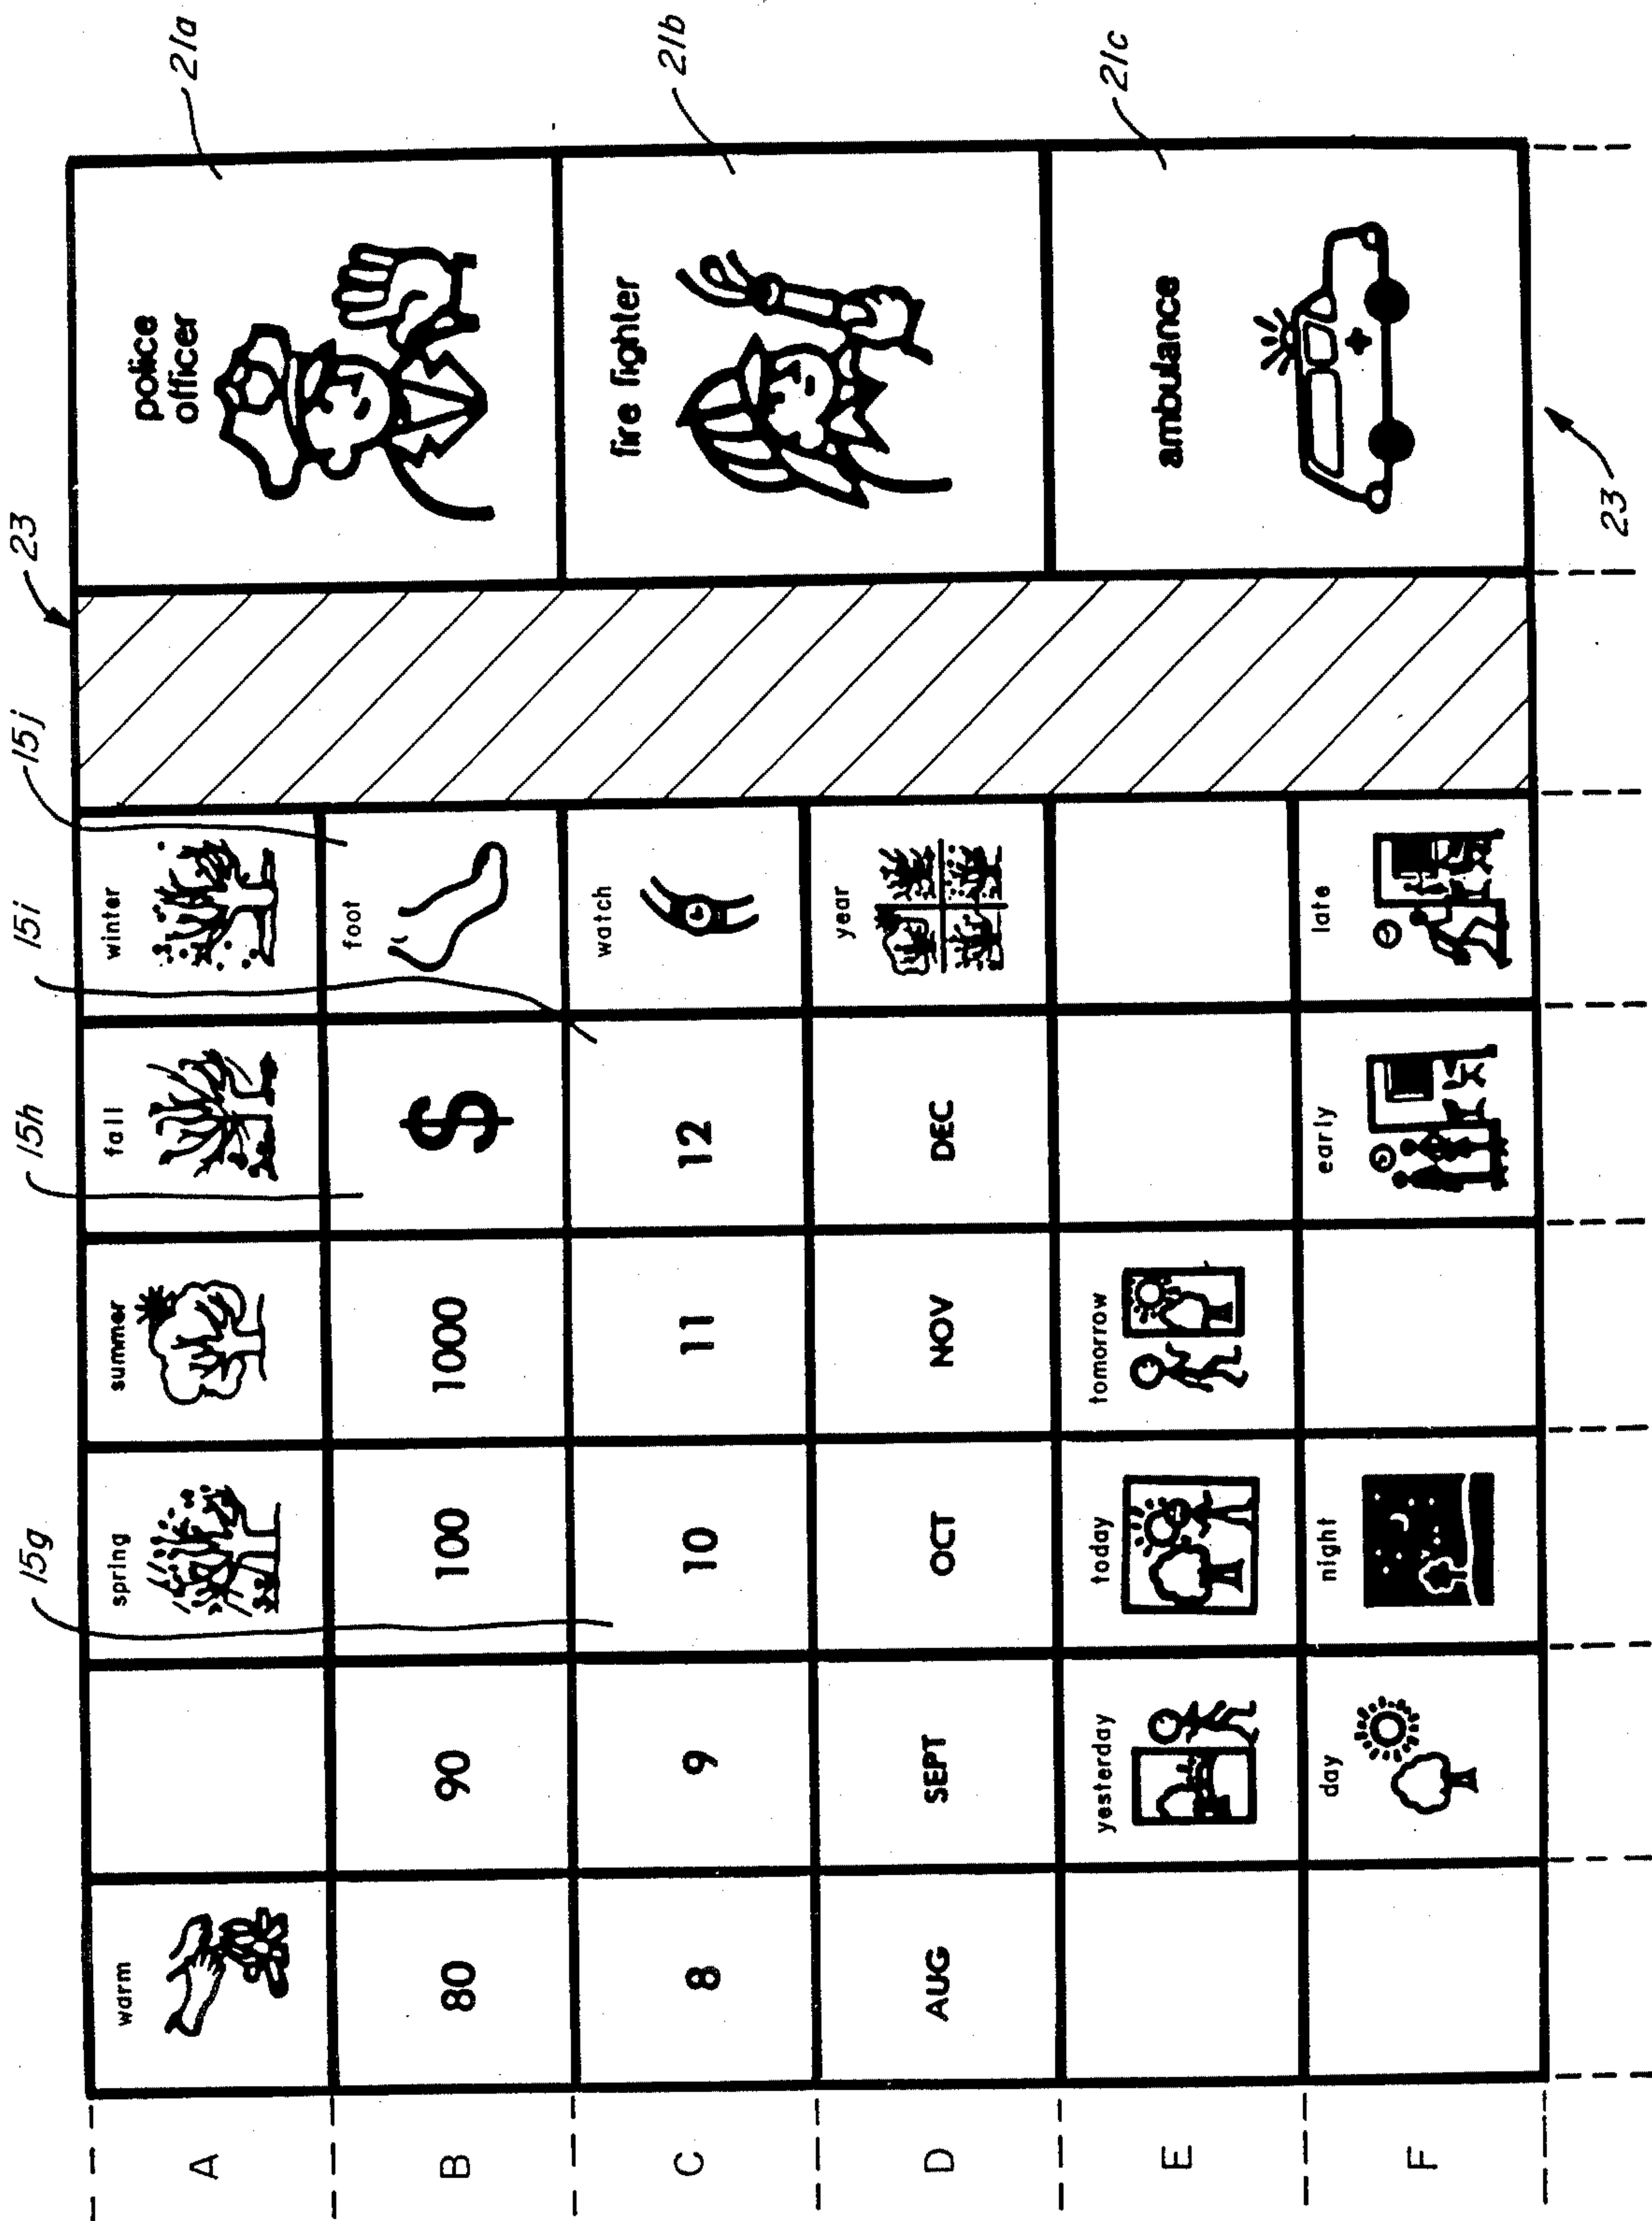 23
15g
15h
15i
15j
21a
A
warm
spring
summer
fall
winter
police
officer
B
80
90
100
1000
$
foot
21b
C
8
9
10
11
12
watch
fire fighter
D
AUG
SEPT
OCT
NOV
DEC
year
21c
E
yesterday
today
tomorrow
ambulance
F
day
night
early
late
23